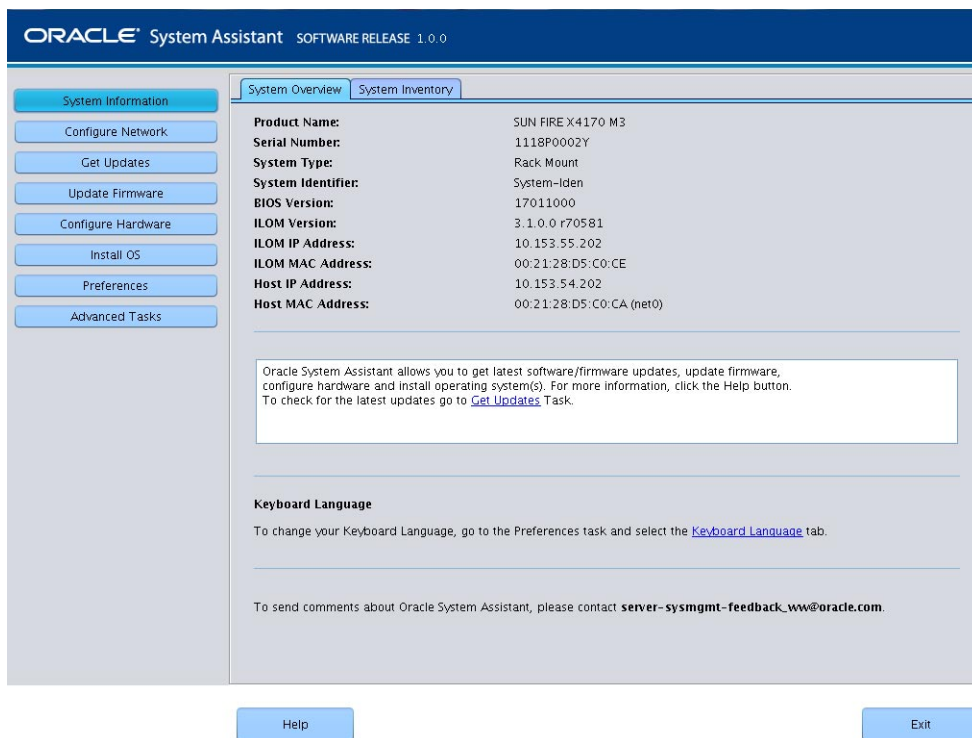 ORACLE® System Assistant SOFTWARE RELEASE 1.0.0
System Information
Configure Network
Get Updates
Update Firmware
Configure Hardware
Install OS
Preferences
Advanced Tasks
System Overview
System Inventory
Product Name: SUN FIRE X4170 M3
Serial Number: 1118P0002Y
System Type: Rack Mount
System Identifier: System-Iden
BIOS Version: 17011000
ILOM Version: 3.1.0.0 r70581
ILOM IP Address: 10.153.55.202
ILOM MAC Address: 00:21:28:D5:C0:CE
Host IP Address: 10.153.54.202
Host MAC Address: 00:21:28:D5:C0:CA (net0)
Oracle System Assistant allows you to get latest software/firmware updates, update firmware,
configure hardware and install operating system(s). For more information, click the Help button.
To check for the latest updates go to Get Updates Task.
Keyboard Language
To change your Keyboard Language, go to the Preferences task and select the Keyboard Language tab.
To send comments about Oracle System Assistant, please contact server-sysmgmt-feedback_ww@oracle.com.
Help
Exit